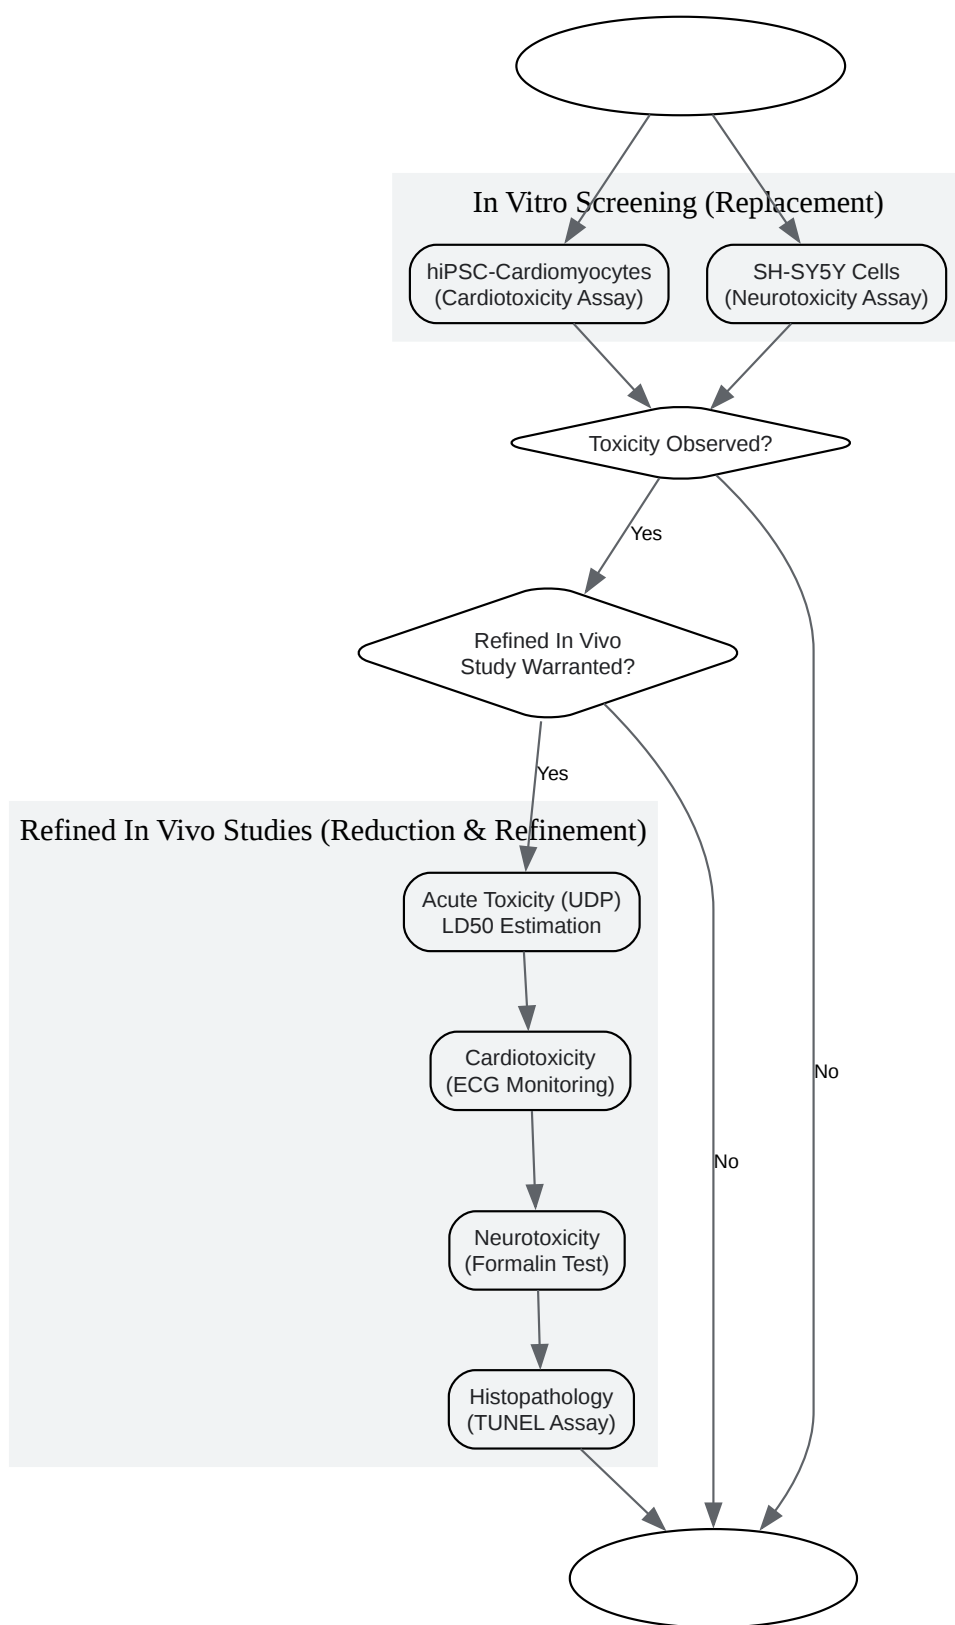 In Vitro Screening (Replacement)
hiPSC-Cardiomyocytes
(Cardiotoxicity Assay)
SH-SY5Y Cells
(Neurotoxicity Assay)
Toxicity Observed?
Yes
Refined In Vivo
Study Warranted?
Yes
Refined In Vivo Studies (Reduction & Refinement)
Acute Toxicity (UDP)
LD50 Estimation
Cardiotoxicity
(ECG Monitoring)
No
No
Neurotoxicity
(Formalin Test)
Histopathology
(TUNEL Assay)